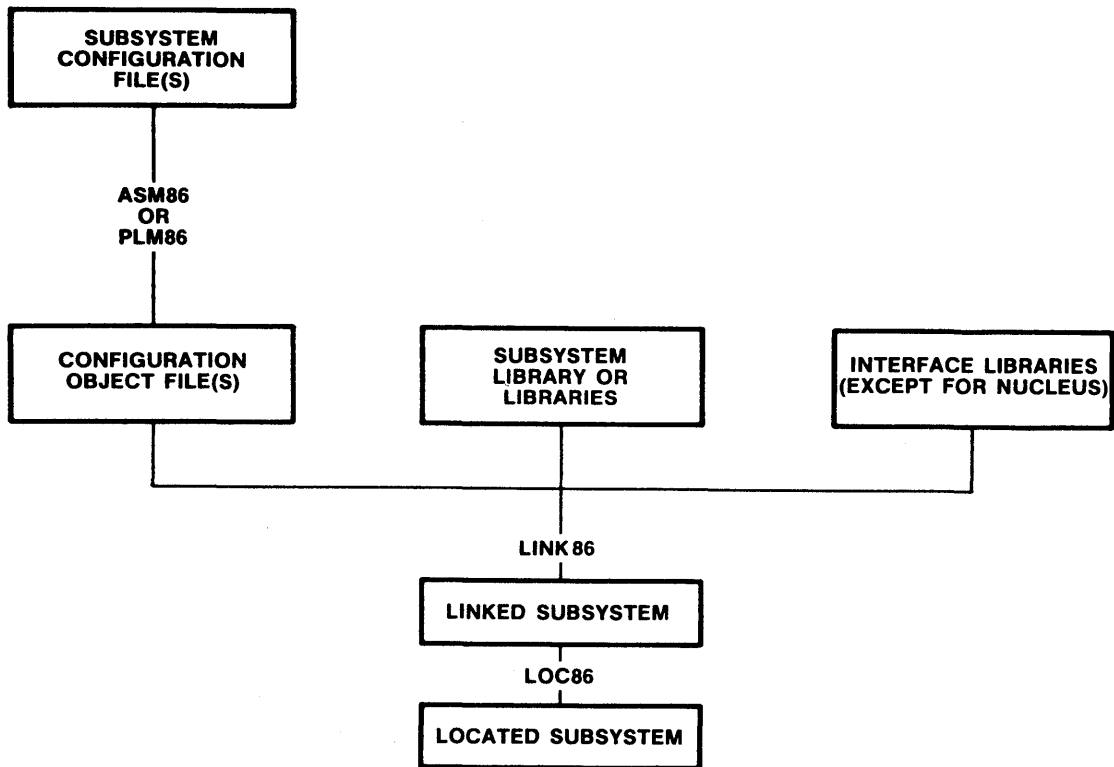 SUBSYSTEM
CONFIGURATION
FILE(S)
ASM86
OR
PLM86
CONFIGURATION
OBJECT FILE(S)
SUBSYSTEM
LIBRARY OR
LIBRARIES
INTERFACE LIBRARIES
(EXCEPT FOR NUCLEUS)
LINK86
LINKED SUBSYSTEM
LOC86
LOCATED SUBSYSTEM